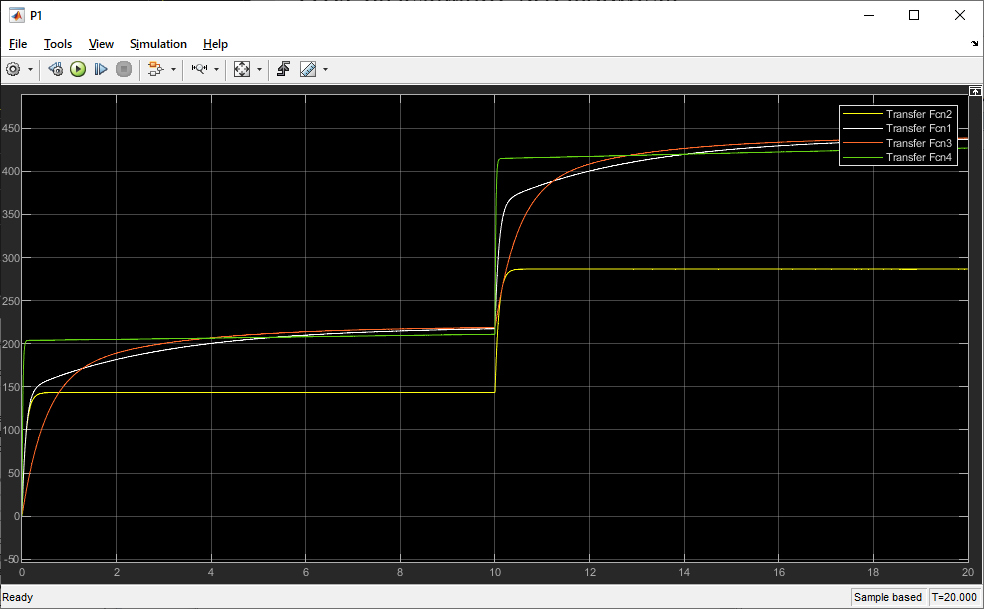 P1
File Tools View Simulation Help
Transfer Fcn2
Transfer Fcn1
Transfer Fcn3
Transfer Fcn4
450
400
350
300
250
200
150
100
50
0
-50
0 2 4 6 8 10 12 14 16 18 20
Ready Sample based T=20.000